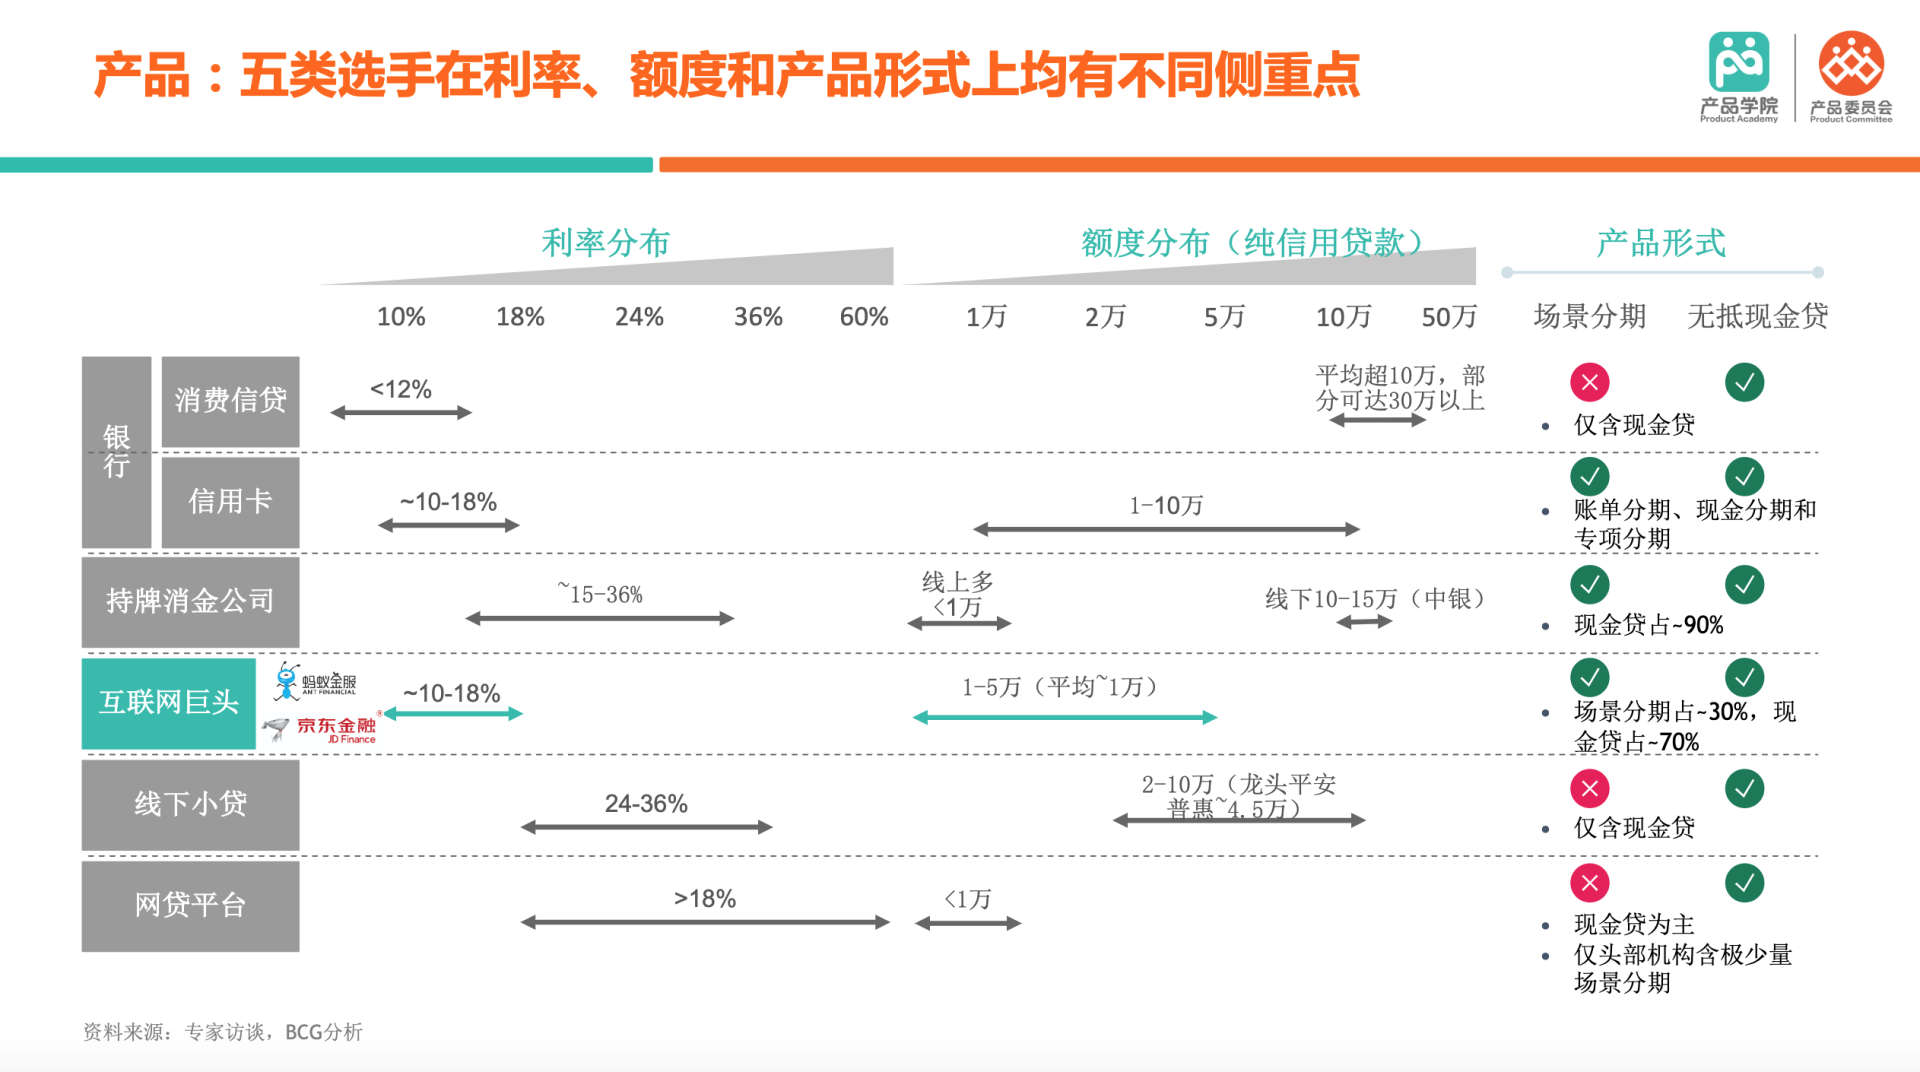 产品：五类选手在利率、额度和产品形式上均有不同侧重点
产品学院
Product Academy
产品委员会
Product Committee
利率分布
额度分布（纯信用贷款）
产品形式
10% 18% 24% 36% 60% 1万 2万 5万 10万 50万 场景分期 无抵现金贷
银行
消费信贷
<12%
平均超10万，部
分可达30万以上
• 仅含现金贷
信用卡
~10-18%
1-10万
• 账单分期、现金分期和
专项分期
持牌消金公司
~15-36%
线上多
<1万
线下10-15万（中银）
• 现金贷占~90%
互联网巨头
蚂蚁金服
ANT FINANCIAL
京东金融®
JD Finance
~10-18%
1-5万（平均~1万）
• 场景分期占~30%，现
金贷占~70%
线下小贷
24-36%
2-10万（龙头平安
普惠~4.5万）
• 仅含现金贷
网贷平台
>18%
<1万
• 现金贷为主
• 仅头部机构含极少量
场景分期
资料来源：专家访谈，BCG分析